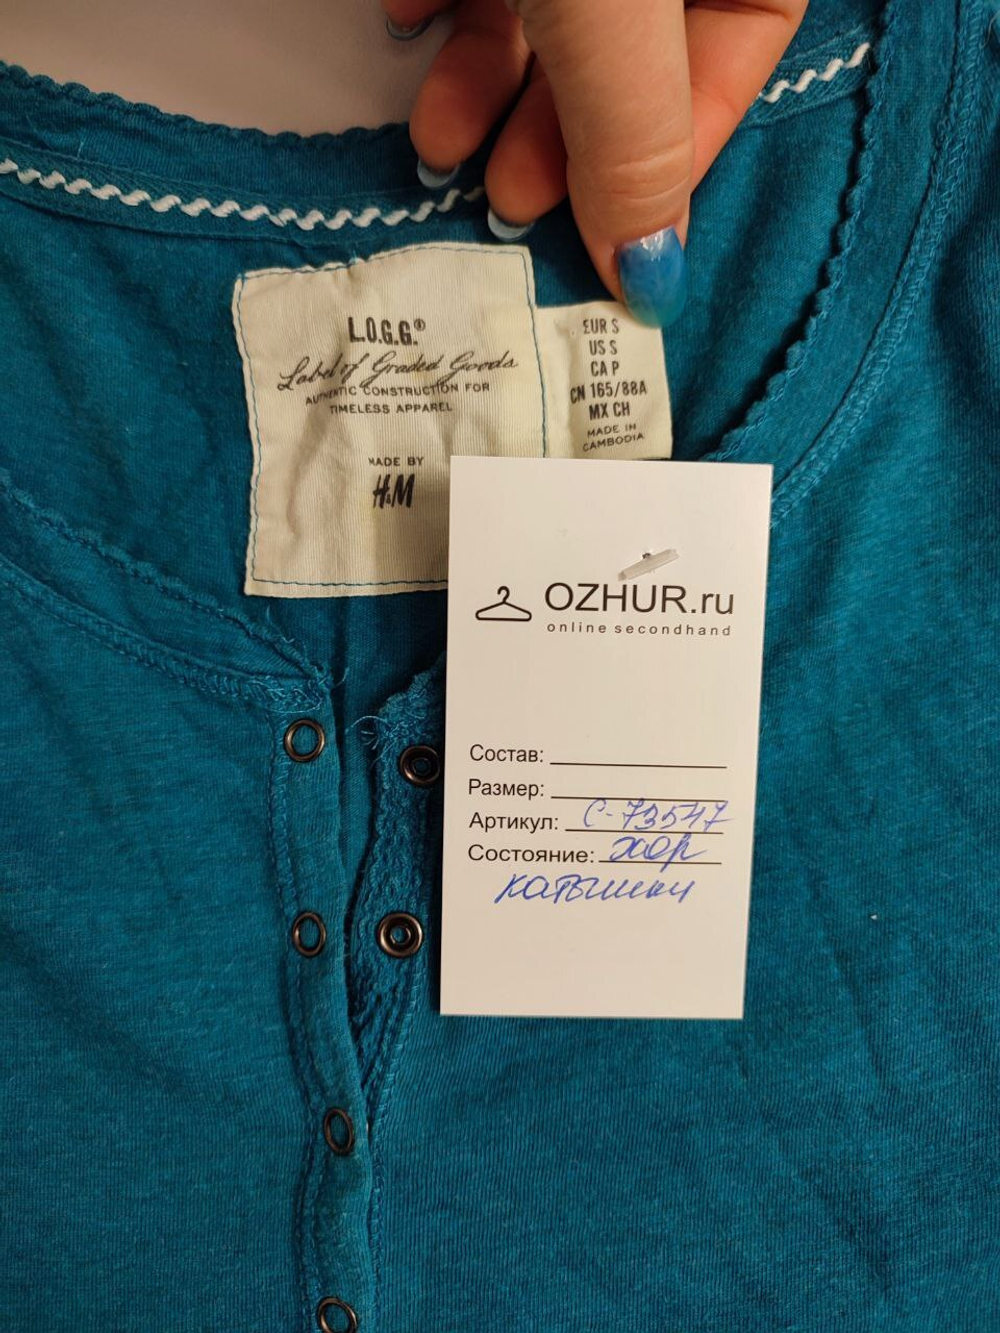 L.O.G.G.®
Label of Graded Goods
AUTHENTIC CONSTRUCTION FOR
TIMELESS APPAREL
MADE BY
H&M
EUR S
US S
CA P
CN 165/88A
MX CH
MADE IN
CAMBODIA
OZHUR.ru
online secondhand
Состав:
Размер:
Артикул: С-73547
Состояние: хор
катышки